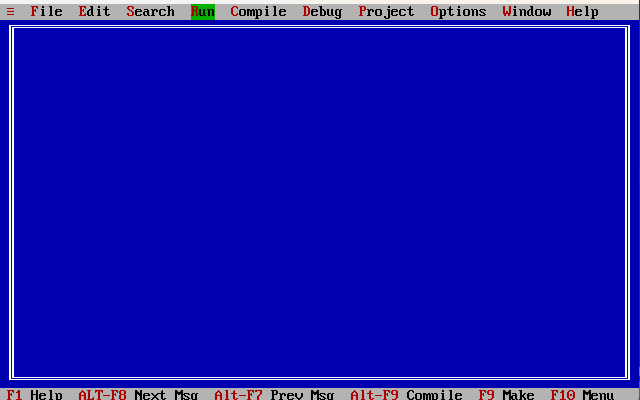 ≡ File Edit Search Run Compile Debug Project Options Window Help
F1 Help ALT-F8 Next Msg Alt-F7 Prev Msg Alt-F9 Compile F9 Make F10 Menu